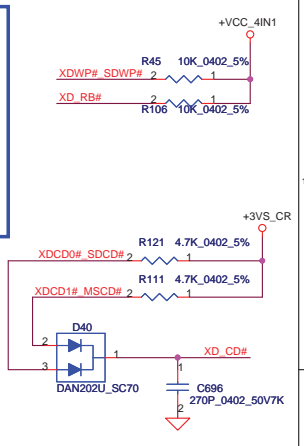 +VCC_4IN1
R45 10K_0402_5%
XDWP#_SDWP# 2 1
XD_RB# 2 1
R106 10K_0402_5%
+3VS_CR
R121 4.7K_0402_5%
XDCD0#_SDCD# 2 1
R111 4.7K_0402_5%
XDCD1#_MSCD# 2 1
D40
2
1 XD_CD#
3
DAN202U_SC70
1
C696
270P_0402_50V7K
2